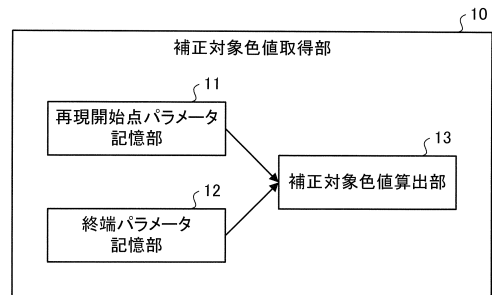 10
補正対象色値取得部
11
再現開始点パラメータ
記憶部
13
補正対象色値算出部
12
終端パラメータ
記憶部